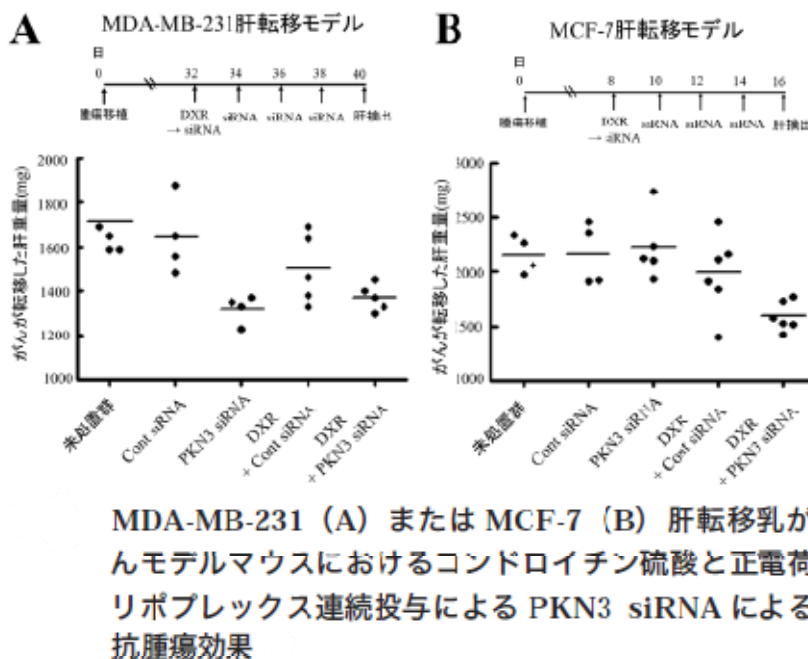 A
MDA-MB-231肝転移モデル
日
0 32 34 36 38 40
腫瘍移植 DXR siRNA siRNA siRNA 肝摘出
→ siRNA
がんが転移した肝重量(mg)
2000
1800
1600
1400
1200
1000
未処置群
Cont siRNA
PKN3 siRNA
DXR
+ Cont siRNA
DXR
+ PKN3 siRNA
B
MCF-7肝転移モデル
日
0 8 10 12 14 16
腫瘍移植 DXR siRNA siRNA siRNA 肝摘出
→ siRNA
がんが転移した肝重量(mg)
3000
2500
2000
1500
1000
未処置群
Cont siRNA
PKN3 siRNA
DXR
+ Cont siRNA
DXR
+ PKN3 siRNA
MDA-MB-231（A）または MCF-7（B）肝転移乳が
んモデルマウスにおけるコンドロイチン硫酸と正電荷
リポプレックス連続投与による PKN3 siRNA による
抗腫瘍効果